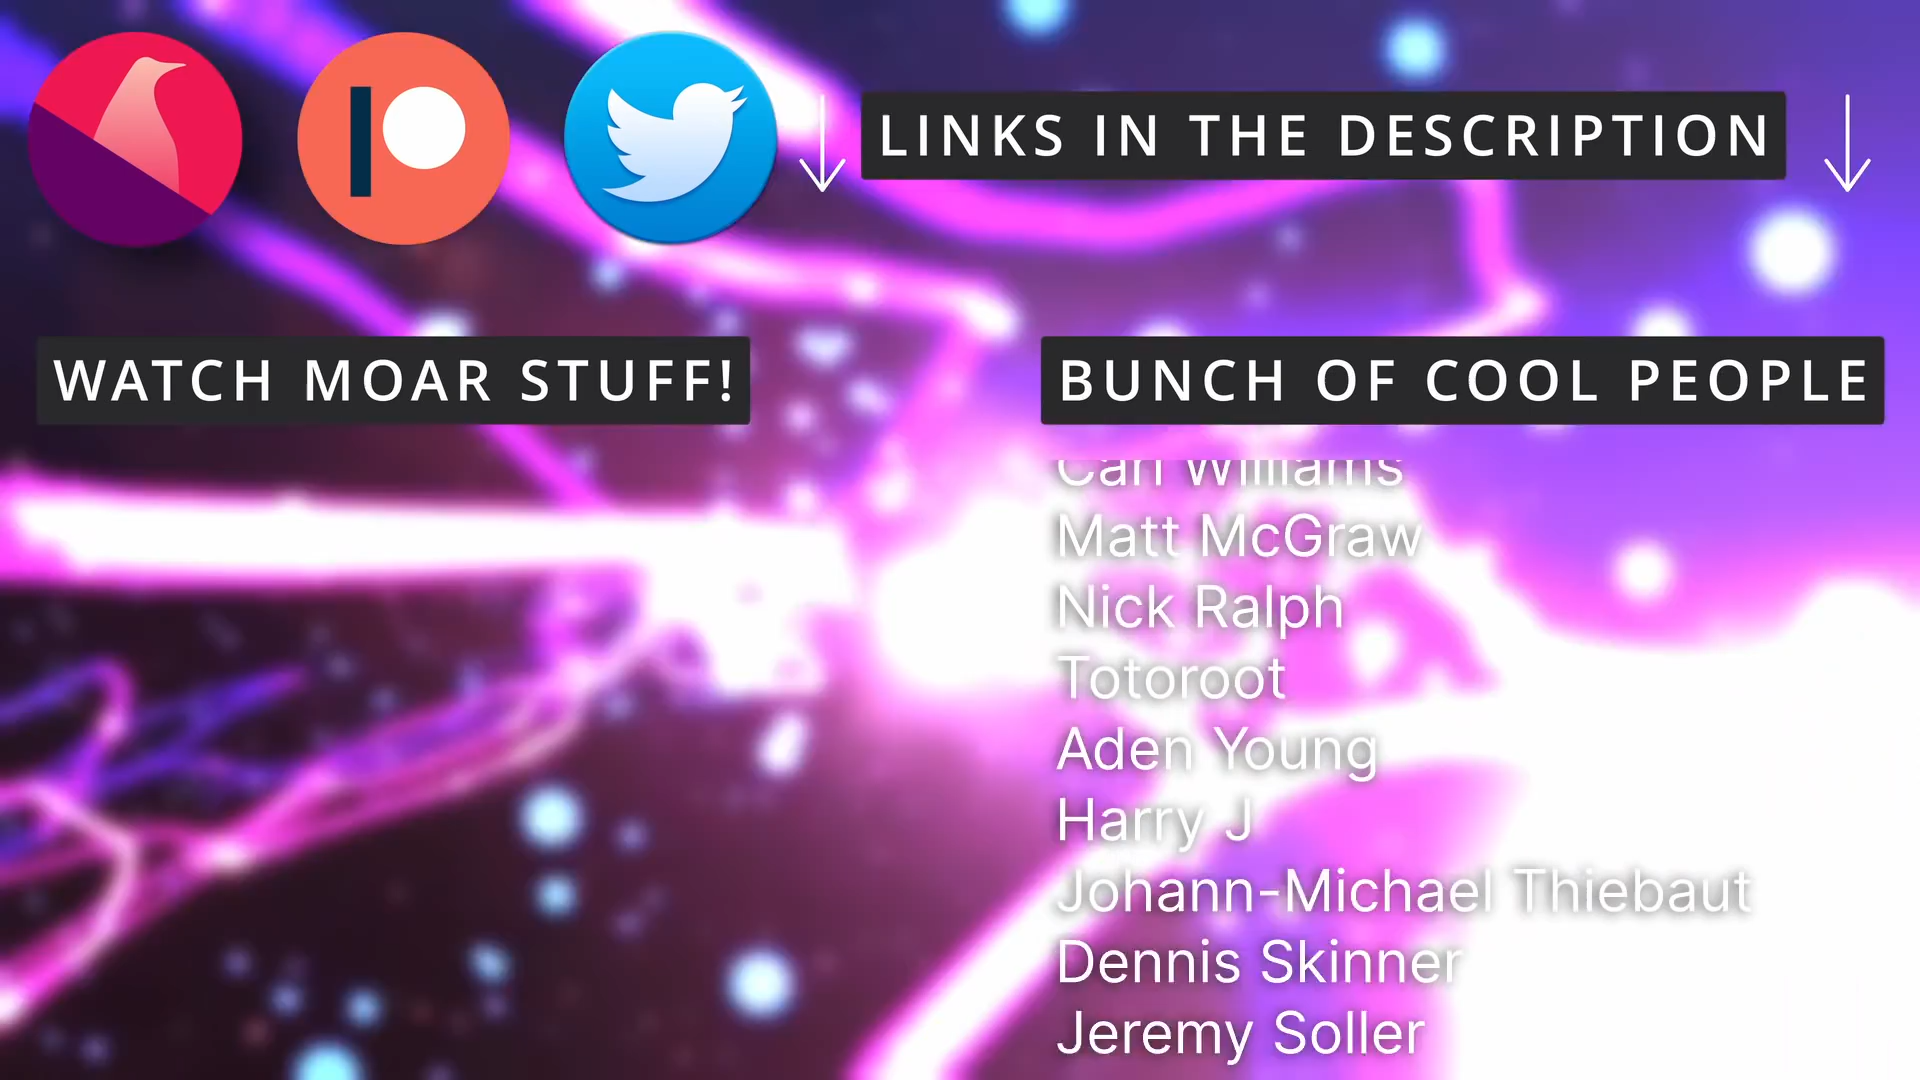 LINKS IN THE DESCRIPTION
WATCH MOAR STUFF!
BUNCH OF COOL PEOPLE
Williams
Matt McGraw
Nick Ralph
Totoroot
Aden Young
Harry J
Johann-Michael Thiebaut
Dennis Skinner
Jeremy Soller